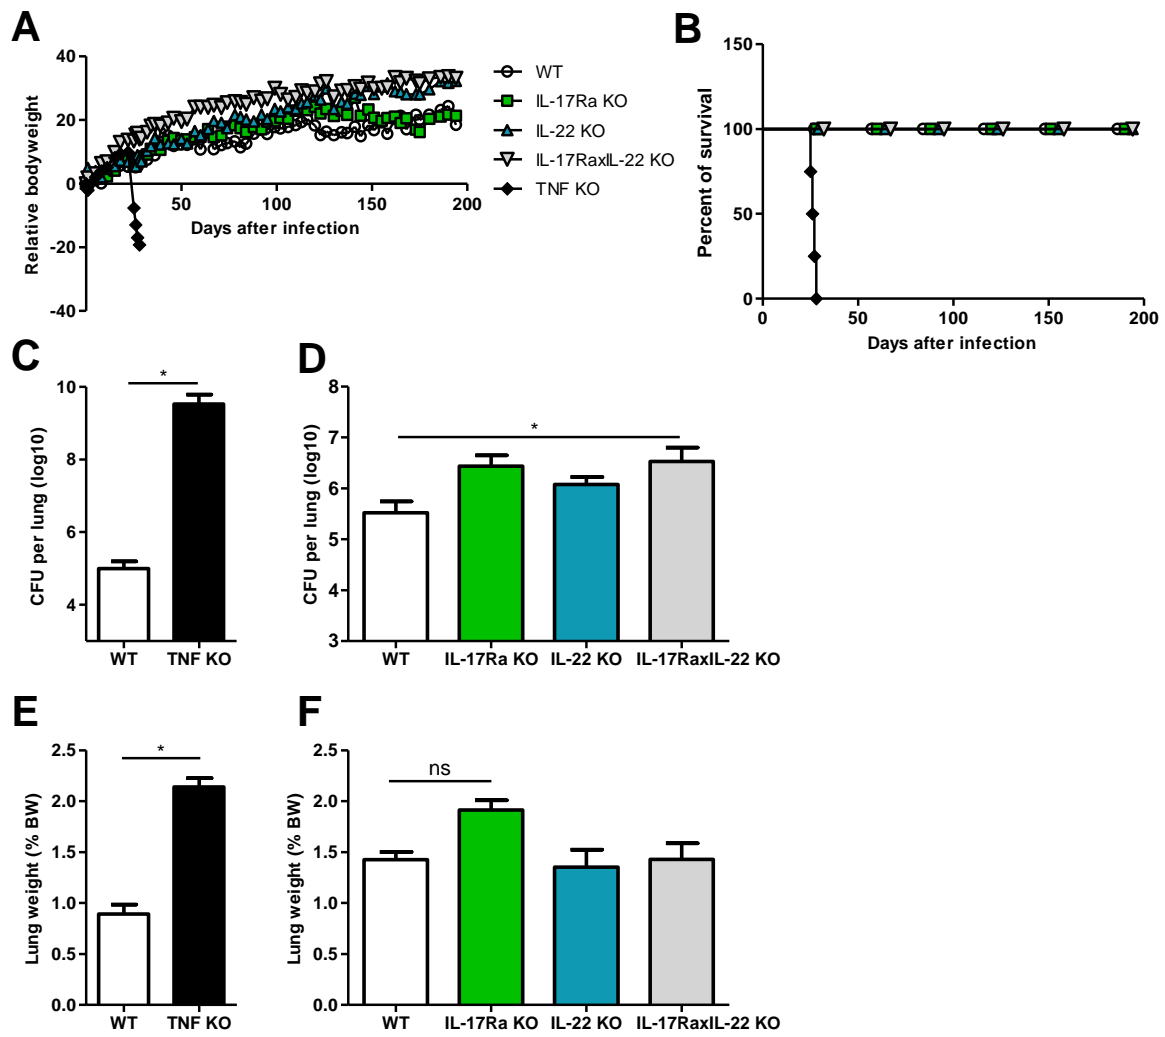 A
40
20
0
-20
-40
Relative bodyweight
50
100
150
200
Days after infection
WT
IL-17Ra KO
IL-22 KO
IL-17RaxIL-22 KO
TNF KO
B
150
100
50
0
Percent of survival
0
50
100
150
200
Days after infection
C
10
8
6
4
CFU per lung (log10)
*
WT
TNF KO
D
8
7
6
5
4
3
CFU per lung (log10)
*
WT
IL-17Ra KO
IL-22 KO
IL-17RaxIL-22 KO
E
2.5
2.0
1.5
1.0
0.5
0.0
Lung weight (% BW)
*
WT
TNF KO
F
2.5
2.0
1.5
1.0
0.5
0.0
Lung weight (% BW)
ns
WT
IL-17Ra KO
IL-22 KO
IL-17RaxIL-22 KO